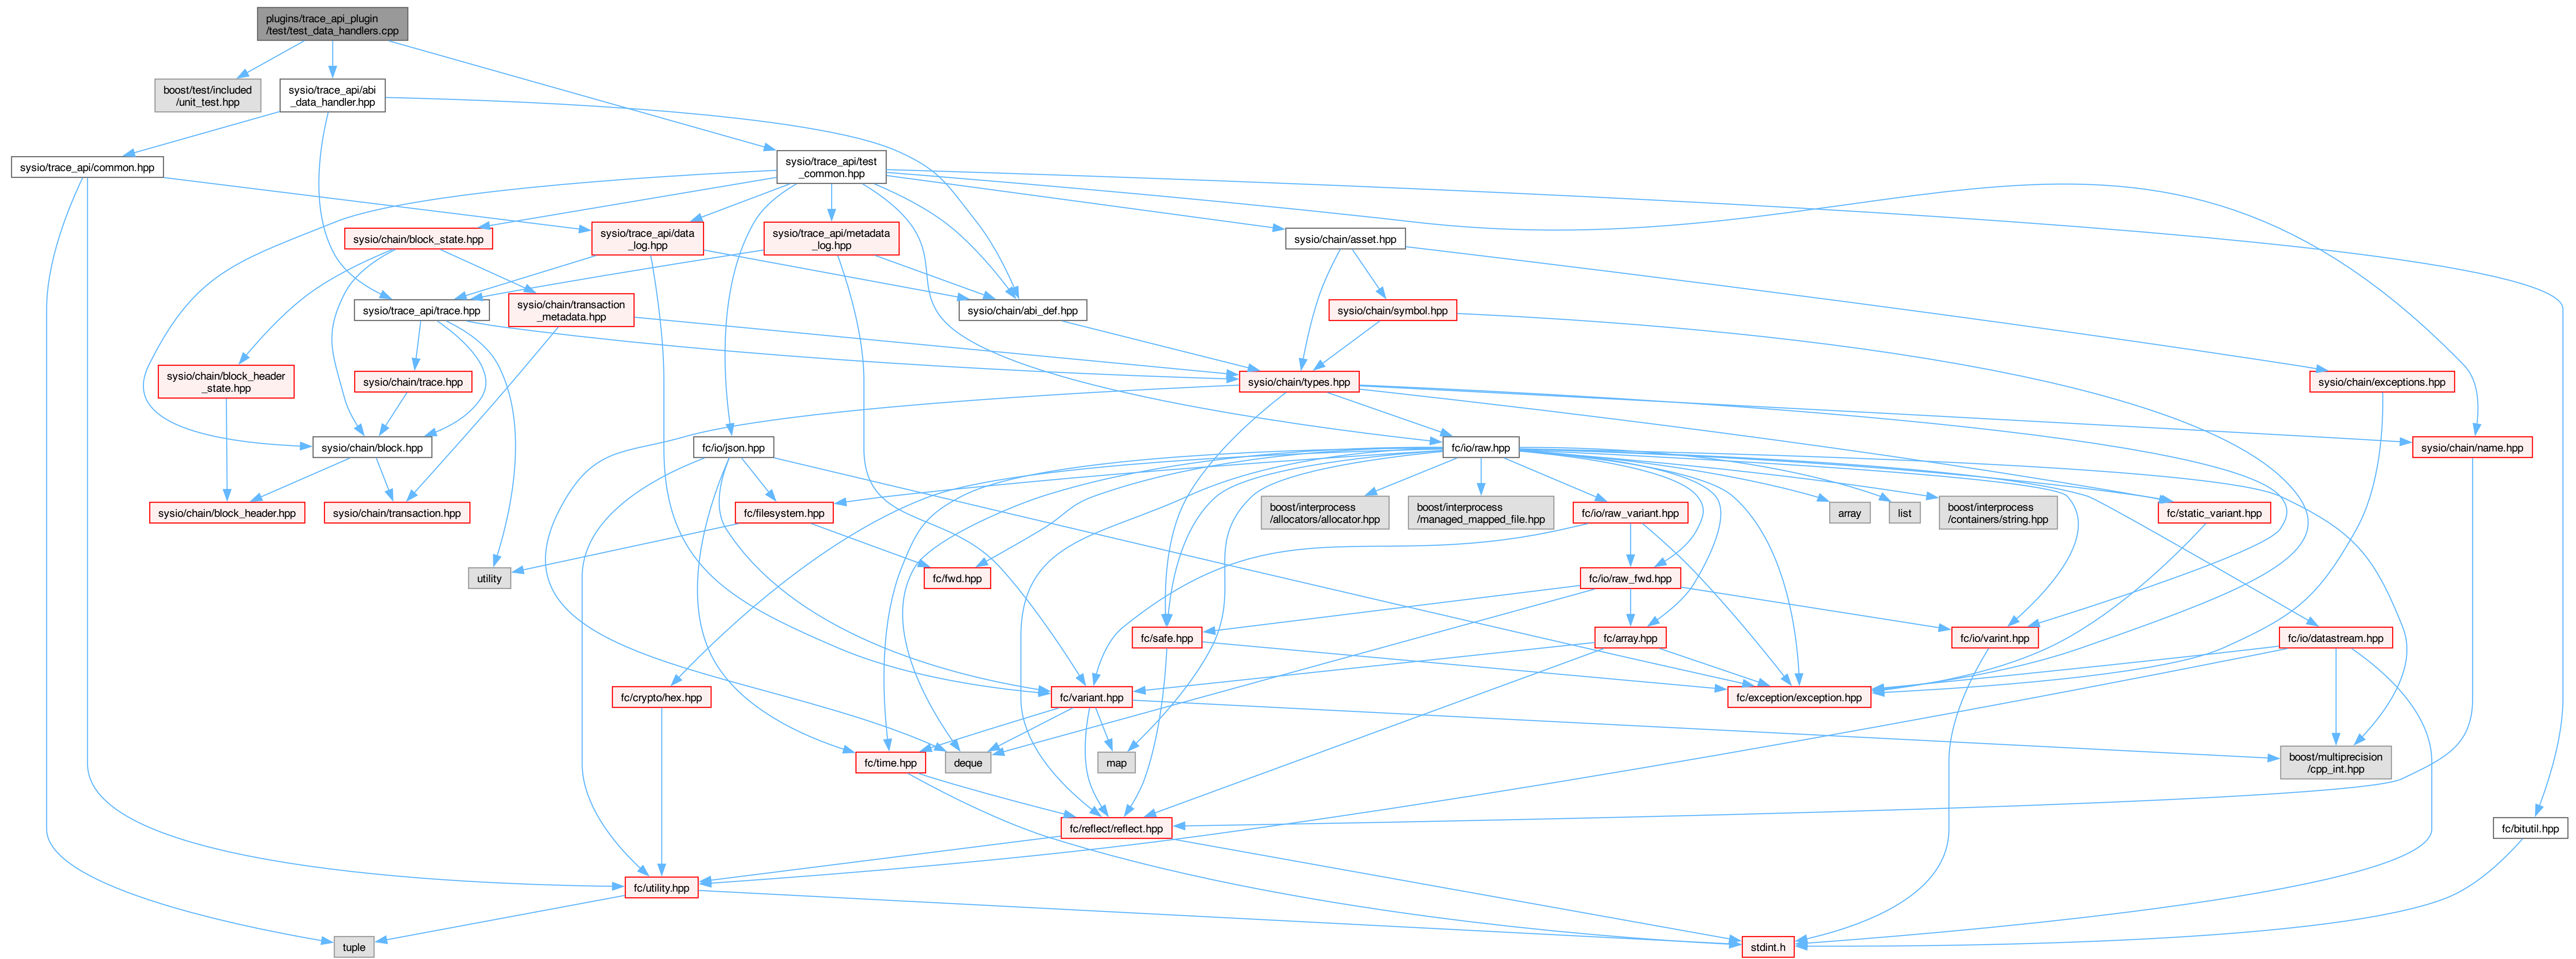 plugins/trace_api_plugin
/test/test_data_handlers.cpp
boost/test/included
/unit_test.hpp
sysio/trace_api/abi
_data_handler.hpp
sysio/trace_api/common.hpp
sysio/trace_api/test
_common.hpp
sysio/chain/block_state.hpp
sysio/trace_api/data
_log.hpp
sysio/trace_api/metadata
_log.hpp
sysio/chain/asset.hpp
sysio/trace_api/trace.hpp
sysio/chain/transaction
_metadata.hpp
sysio/chain/abi_def.hpp
sysio/chain/symbol.hpp
sysio/chain/block_header
_state.hpp
sysio/chain/trace.hpp
sysio/chain/types.hpp
sysio/chain/exceptions.hpp
sysio/chain/block.hpp
fc/io/json.hpp
fc/io/raw.hpp
sysio/chain/name.hpp
sysio/chain/block_header.hpp
sysio/chain/transaction.hpp
fc/filesystem.hpp
boost/interprocess
/allocators/allocator.hpp
boost/interprocess
/managed_mapped_file.hpp
fc/io/raw_variant.hpp
array
list
boost/interprocess
/containers/string.hpp
fc/static_variant.hpp
utility
fc/fwd.hpp
fc/io/raw_fwd.hpp
fc/safe.hpp
fc/array.hpp
fc/io/varint.hpp
fc/io/datastream.hpp
fc/crypto/hex.hpp
fc/variant.hpp
fc/exception/exception.hpp
fc/time.hpp
deque
map
boost/multiprecision
/cpp_int.hpp
fc/reflect/reflect.hpp
fc/bitutil.hpp
fc/utility.hpp
tuple
stdint.h